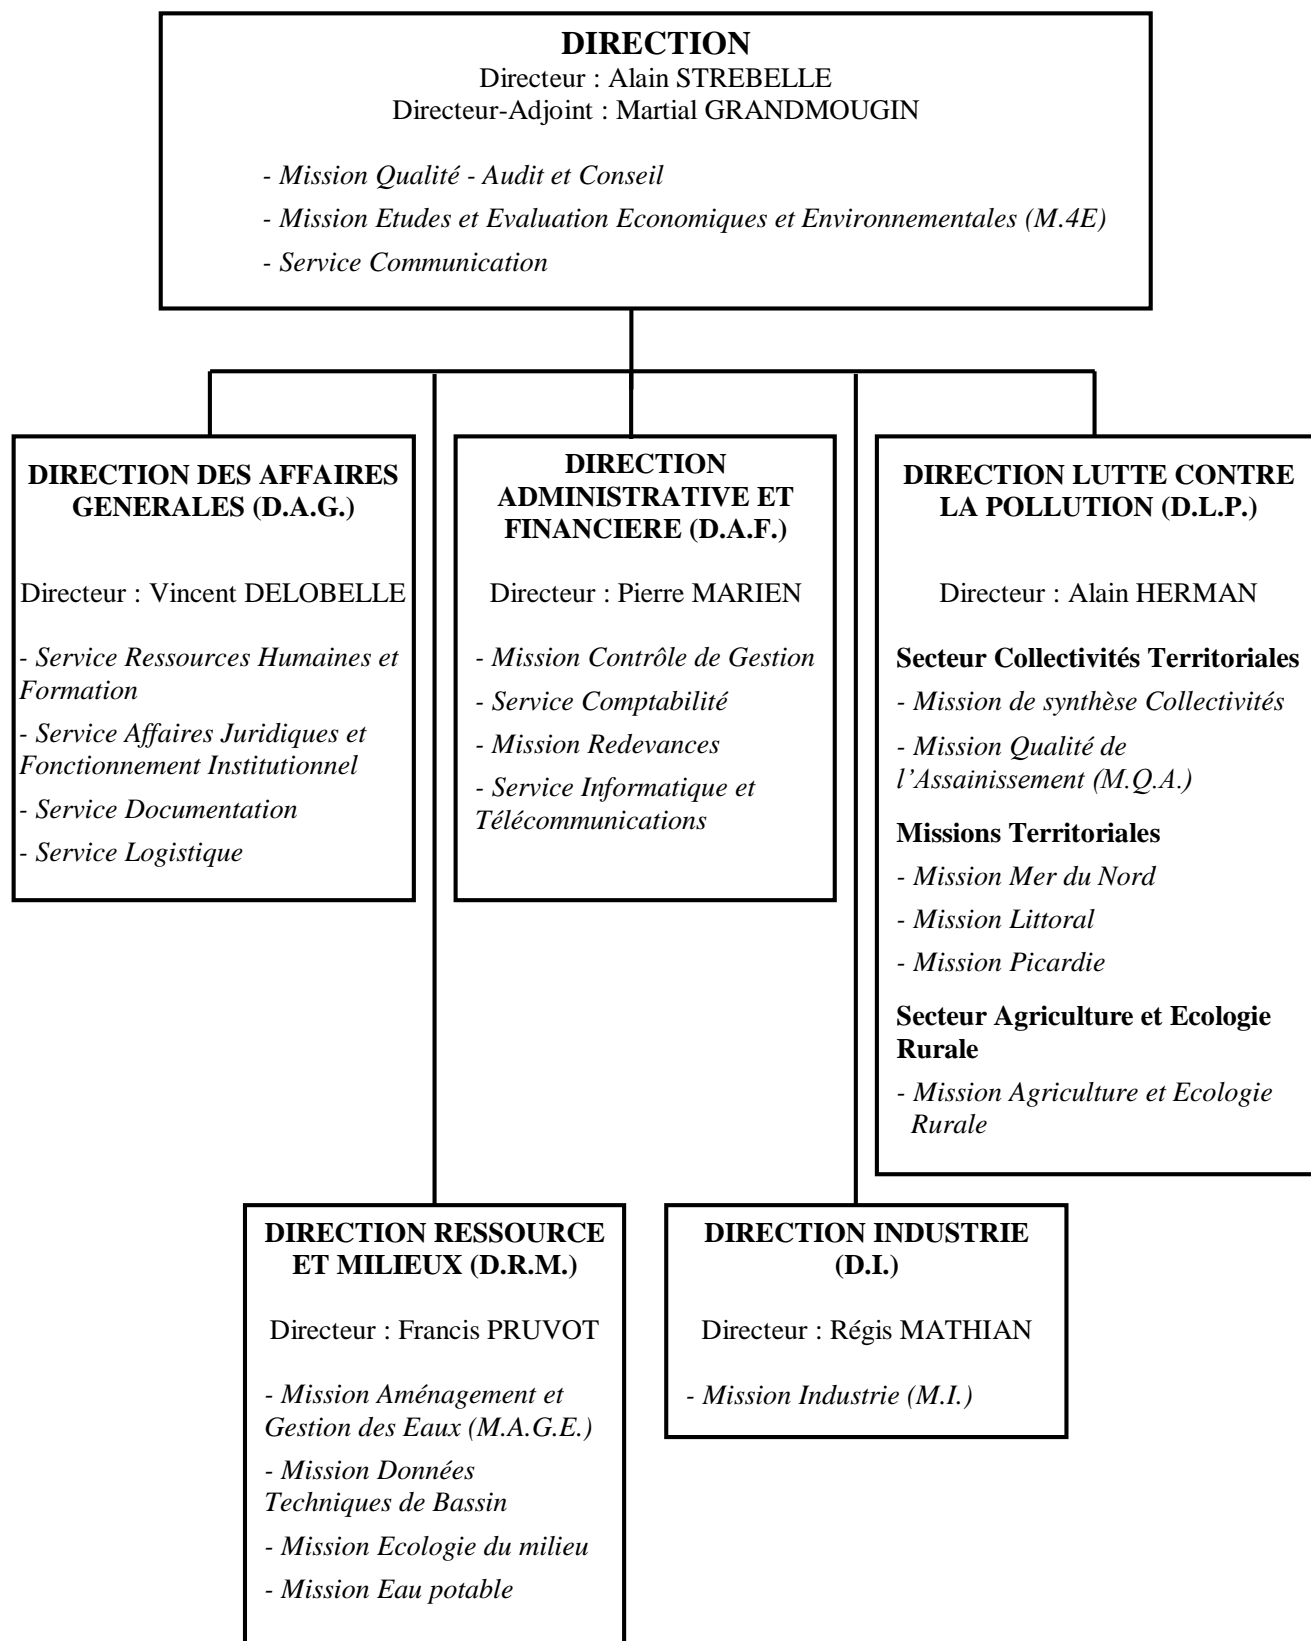 DIRECTION
Directeur : Alain STREBELLE
Directeur-Adjoint : Martial GRANDMOUGIN
- Mission Qualité - Audit et Conseil
- Mission Etudes et Evaluation Economiques et Environnementales (M.4E)
- Service Communication
DIRECTION DES AFFAIRES
GENERALES (D.A.G.)
Directeur : Vincent DELOBELLE
- Service Ressources Humaines et
Formation
- Service Affaires Juridiques et
Fonctionnement Institutionnel
- Service Documentation
- Service Logistique
DIRECTION
ADMINISTRATIVE ET
FINANCIERE (D.A.F.)
Directeur : Pierre MARIEN
- Mission Contrôle de Gestion
- Service Comptabilité
- Mission Redevances
- Service Informatique et
Télécommunications
DIRECTION LUTTE CONTRE
LA POLLUTION (D.L.P.)
Directeur : Alain HERMAN
Secteur Collectivités Territoriales
- Mission de synthèse Collectivités
- Mission Qualité de
l’Assainissement (M.Q.A.)
Missions Territoriales
- Mission Mer du Nord
- Mission Littoral
- Mission Picardie
Secteur Agriculture et Ecologie
Rurale
- Mission Agriculture et Ecologie
Rurale
DIRECTION RESSOURCE
ET MILIEUX (D.R.M.)
Directeur : Francis PRUVOT
- Mission Aménagement et
Gestion des Eaux (M.A.G.E.)
- Mission Données
Techniques de Bassin
- Mission Ecologie du milieu
- Mission Eau potable
DIRECTION INDUSTRIE
(D.I.)
Directeur : Régis MATHIAN
- Mission Industrie (M.I.)